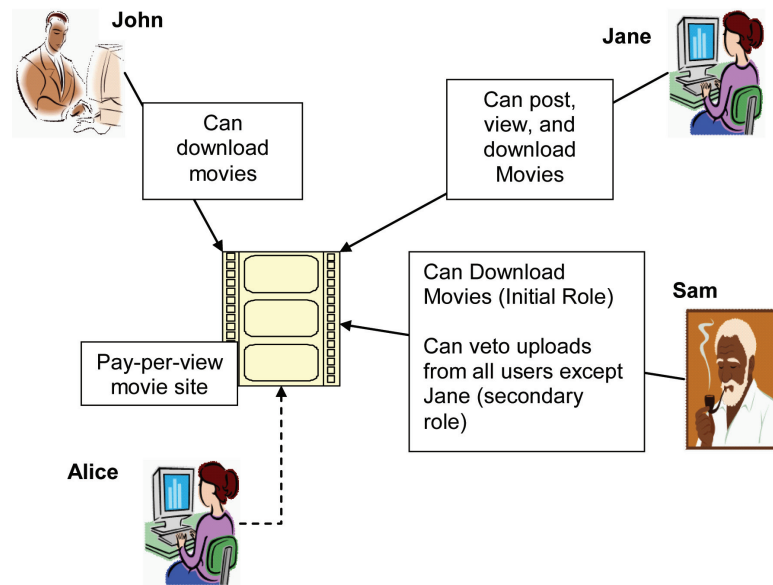 John
Jane
Can
download
movies
Can post,
view, and
download
Movies
Can Download
Movies (Initial Role)
Can veto uploads
from all users except
Jane (secondary
role)
Sam
Pay-per-view
movie site
Alice